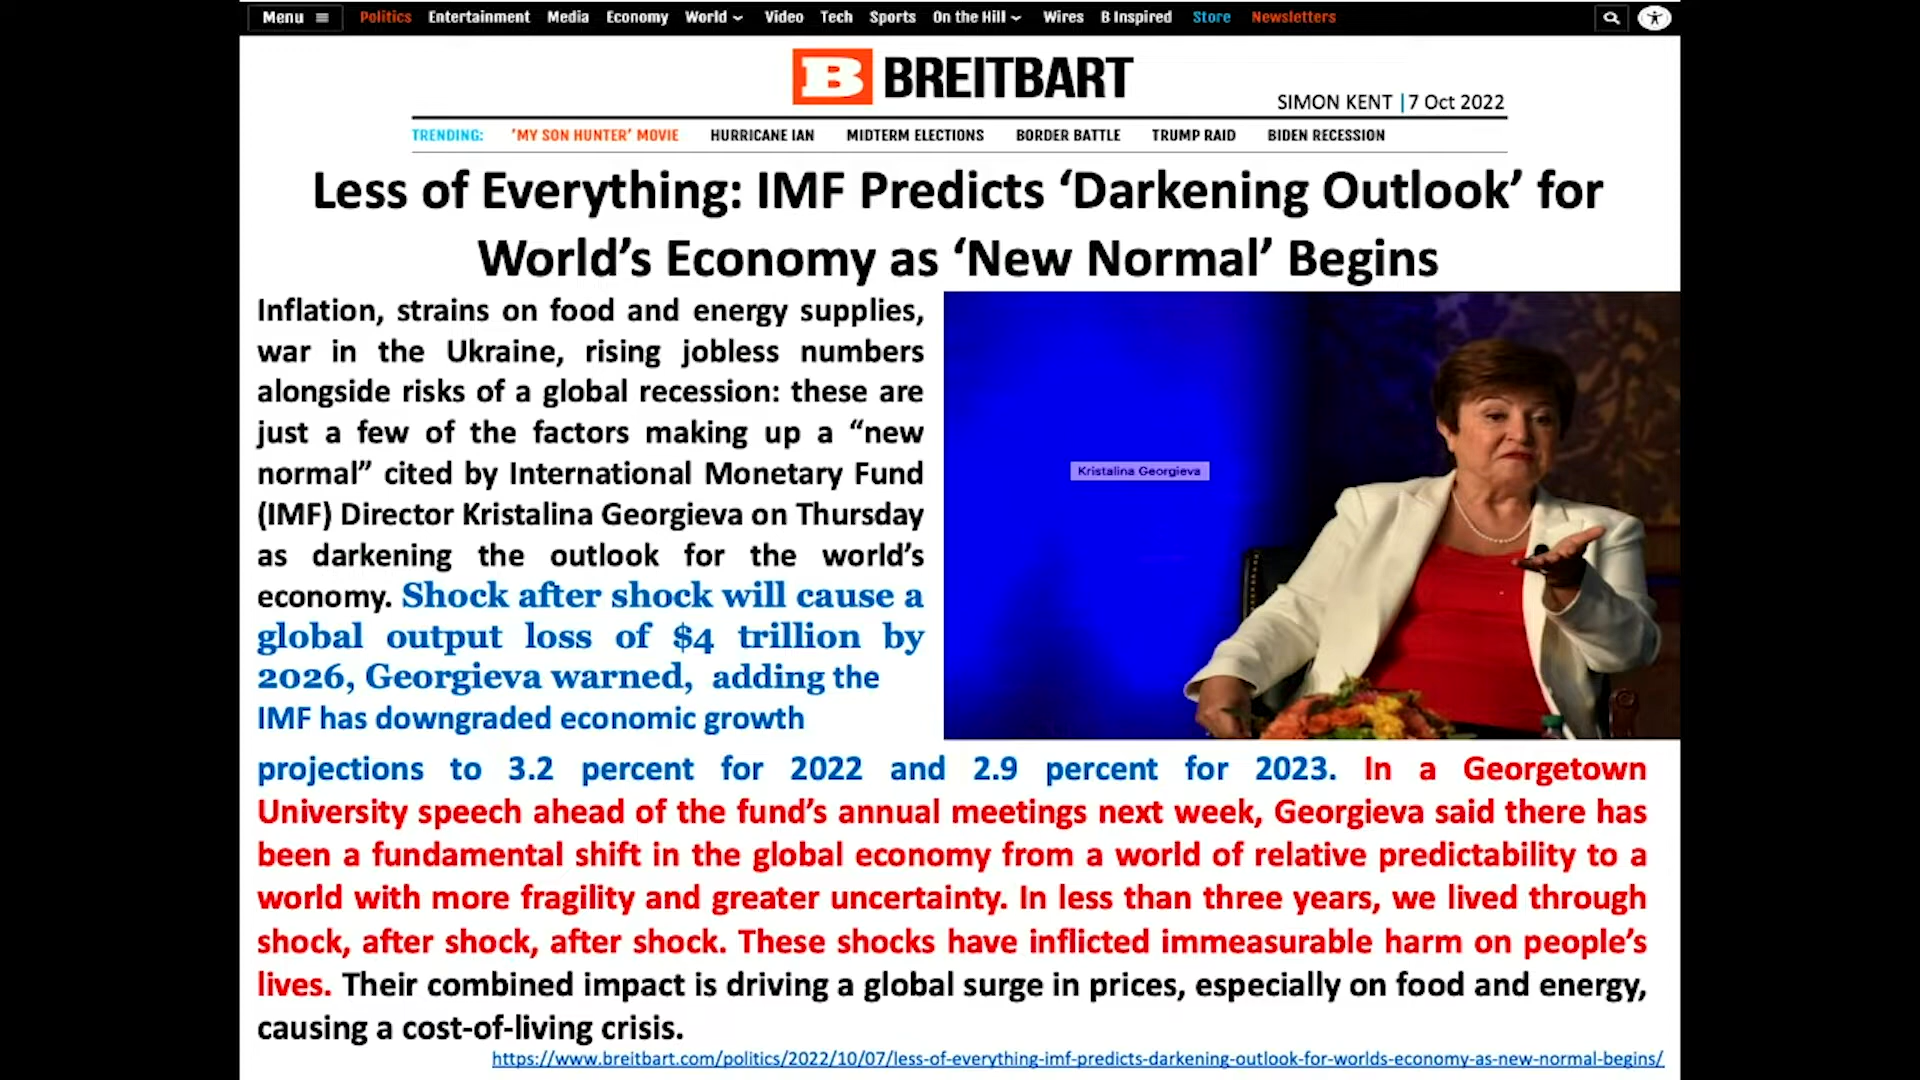 Menu Politics Entertainment Media Economy World Video Tech Sports On the Hill Wires B Inspired Store Newsletters
B BREITBART
SIMON KENT | 7 Oct 2022
TRENDING: 'MY SON HUNTER' MOVIE HURRICANE IAN MIDTERM ELECTIONS BORDER BATTLE TRUMP RAID BIDEN RECESSION
Less of Everything: IMF Predicts ‘Darkening Outlook’ for
World’s Economy as ‘New Normal’ Begins
Inflation, strains on food and energy supplies,
war in the Ukraine, rising jobless numbers
alongside risks of a global recession: these are
just a few of the factors making up a “new
normal” cited by International Monetary Fund
(IMF) Director Kristalina Georgieva on Thursday
as darkening the outlook for the world’s
economy. Shock after shock will cause a
global output loss of $4 trillion by
2026, Georgieva warned, adding the
IMF has downgraded economic growth
Kristalina Georgieva
projections to 3.2 percent for 2022 and 2.9 percent for 2023. In a Georgetown
University speech ahead of the fund’s annual meetings next week, Georgieva said there has
been a fundamental shift in the global economy from a world of relative predictability to a
world with more fragility and greater uncertainty. In less than three years, we lived through
shock, after shock, after shock. These shocks have inflicted immeasurable harm on people’s
lives. Their combined impact is driving a global surge in prices, especially on food and energy,
causing a cost-of-living crisis.
https://www.breitbart.com/politics/2022/10/07/less-of-everything-imf-predicts-darkening-outlook-for-worlds-economy-as-new-normal-begins/